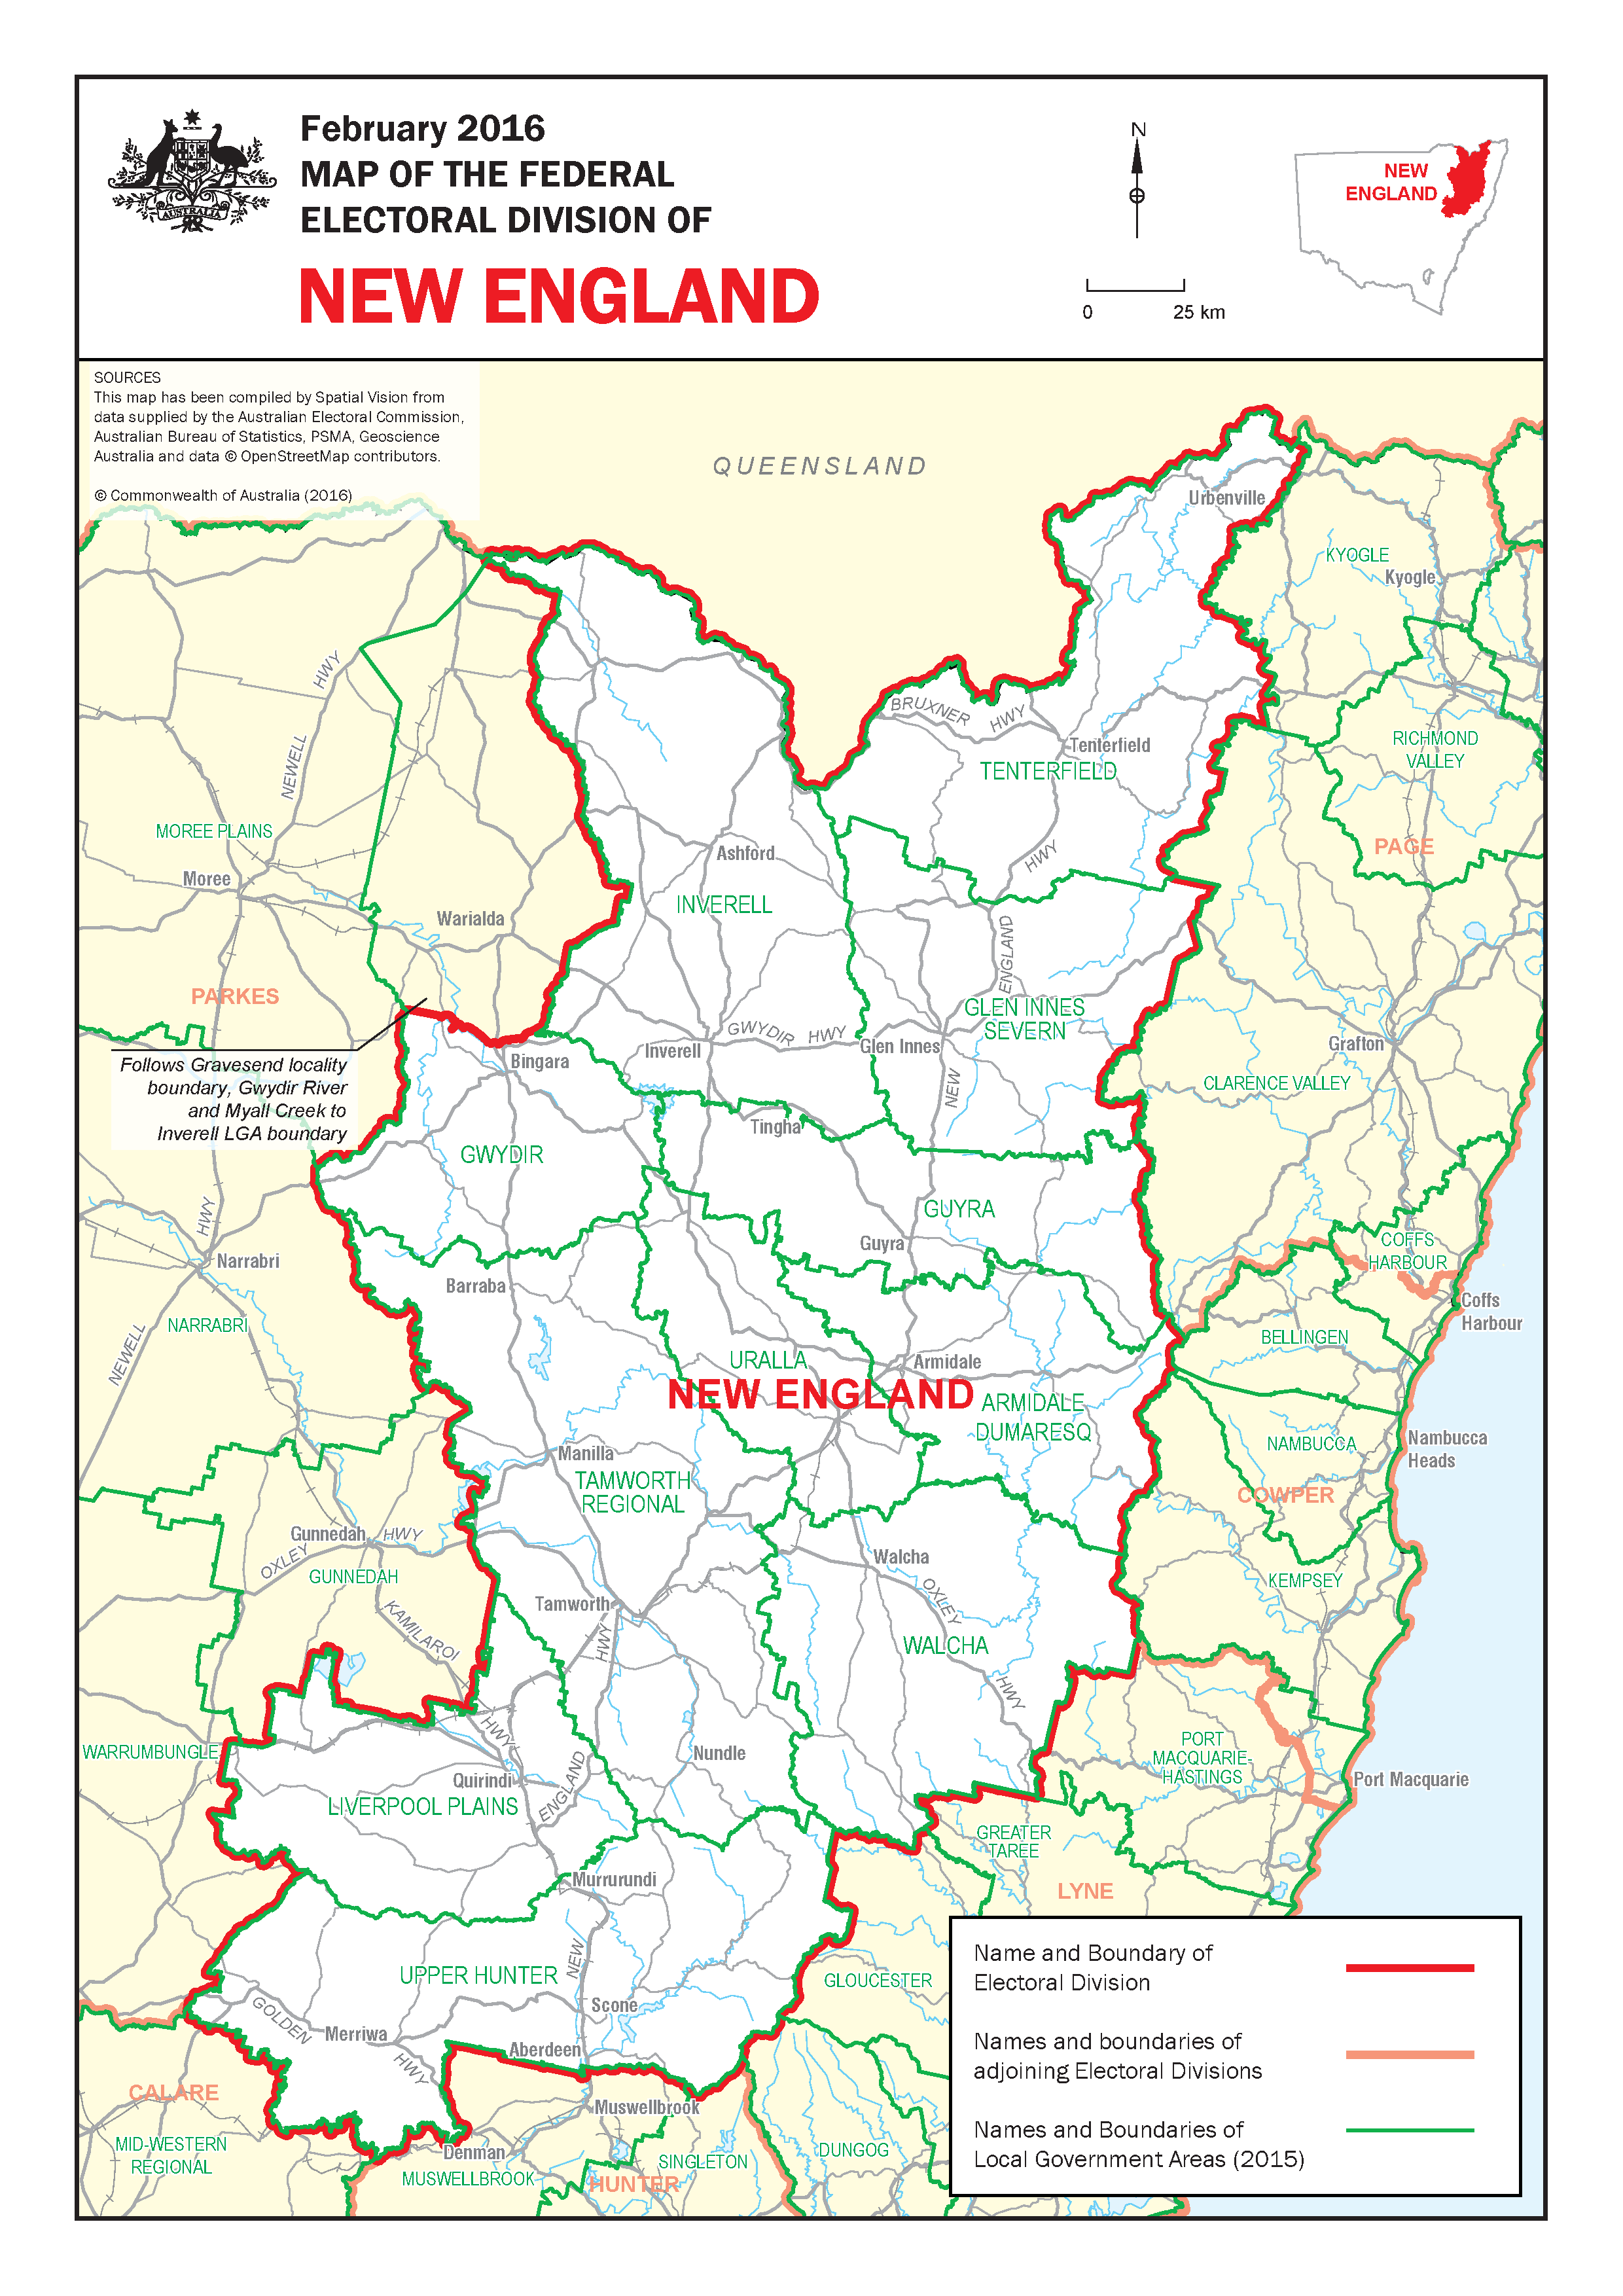 February 2016
MAP OF THE FEDERAL
ELECTORAL DIVISION OF
NEW ENGLAND
AUSTRALIA
N
0 25 km
NEW
ENGLAND
SOURCES
This map has been compiled by Spatial Vision from
data supplied by the Australian Electoral Commission,
Australian Bureau of Statistics, PSMA, Geoscience
Australia and data © OpenStreetMap contributors.
© Commonwealth of Australia (2016)
QUEENSLAND
Urbenville
KYOGLE
Kyogle
HWY
BRUXNER HWY
NEWELL
Tenterfield
TENTERFIELD
RICHMOND
VALLEY
MOREE PLAINS
PAGE
Ashford
HWY
Moree
INVERELL
Warialda
ENGLAND
PARKES
GLEN INNES
SEVERN
GWYDIR HWY
Glen Innes
Inverell
Grafton
Bingara
Follows Gravesend locality
boundary, Gwydir River
and Myall Creek to
Inverell LGA boundary
NEW
CLARENCE VALLEY
Tingha
GWYDIR
GUYRA
HWY
Guyra
COFFS
HARBOUR
Narrabri
Barraba
Coffs
Harbour
NARRABRI
BELLINGEN
NEWELL
URALLA
Armidale
NEW ENGLAND
ARMIDALE
DUMARESQ
Manilla
NAMBUCCA
Nambucca
Heads
TAMWORTH
REGIONAL
COWPER
Gunnedah
HWY
OXLEY
Walcha
GUNNEDAH
KEMPSEY
OXLEY
Tamworth
KAMILAROI
HWY
WALCHA
HWY
HWY
WARRUMBUNGLE
Nundle
PORT
MACQUARIE-
HASTINGS
Quirindi
Port Macquarie
ENGLAND
LIVERPOOL PLAINS
GREATER
TAREE
Murrurundi
LYNE
NEW
UPPER HUNTER
GLOUCESTER
Scone
GOLDEN
Merriwa
Aberdeen
HWY
CALARE
Muswellbrook
MID-WESTERN
REGIONAL
Denman
MUSWELLBROOK
SINGLETON
HUNTER
DUNGOG
Name and Boundary of
Electoral Division
Names and boundaries of
adjoining Electoral Divisions
Names and Boundaries of
Local Government Areas (2015)